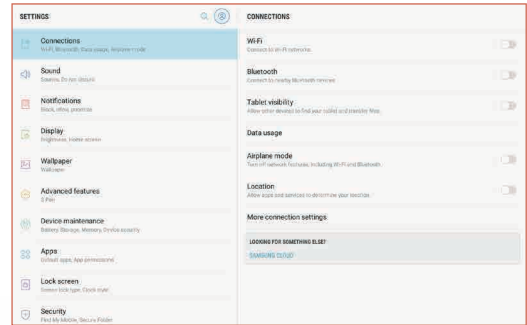 SETTINGS
Connections
Wi-Fi, Bluetooth, Data usage, Airplane mode
Sound
Sounds, Do not disturb
Notifications
Block, allow, prioritize
Display
Brightness, Home screen
Wallpaper
Wallpaper
Advanced features
S Pen
Device maintenance
Battery, Storage, Memory, Device security
Apps
Default apps, App permissions
Lock screen
Screen lock type, Clock style
Security
Find My Mobile, Secure Folder
CONNECTIONS
Wi-Fi
Connect to Wi-Fi networks.
Bluetooth
Connect to nearby Bluetooth devices.
Tablet visibility
Allow other devices to find your tablet and transfer files.
Data usage
Airplane mode
Turn off network features, including Wi-Fi and Bluetooth.
Location
Allow apps and services to determine your location.
More connection settings
LOOKING FOR SOMETHING ELSE?
SAMSUNG CLOUD